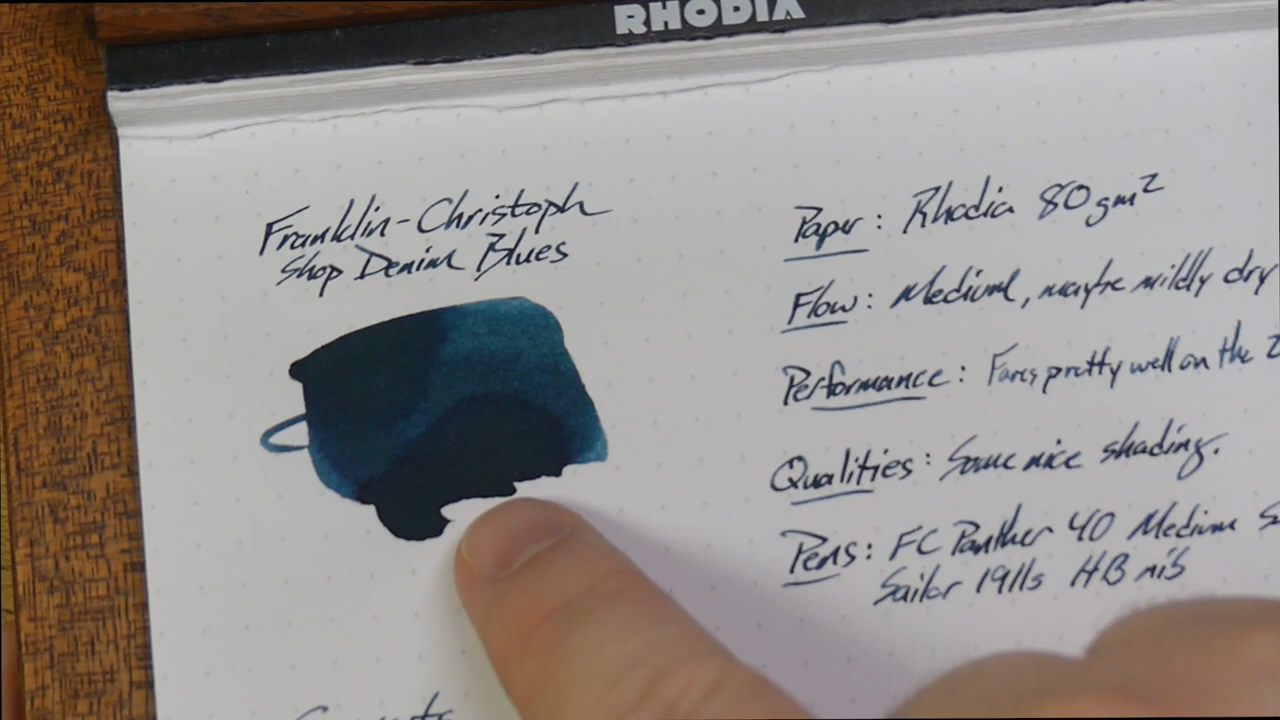 RHODIA
Franklin-Christoph
Shop Denim Blues
Paper: Rhodia 80gm²
Flow: Medium, maybe mildly dry
Performance: Fares pretty well on the
Qualities: Some nice shading.
Pens: FC Panther 40 Medium
Sailor 1911s HB nib